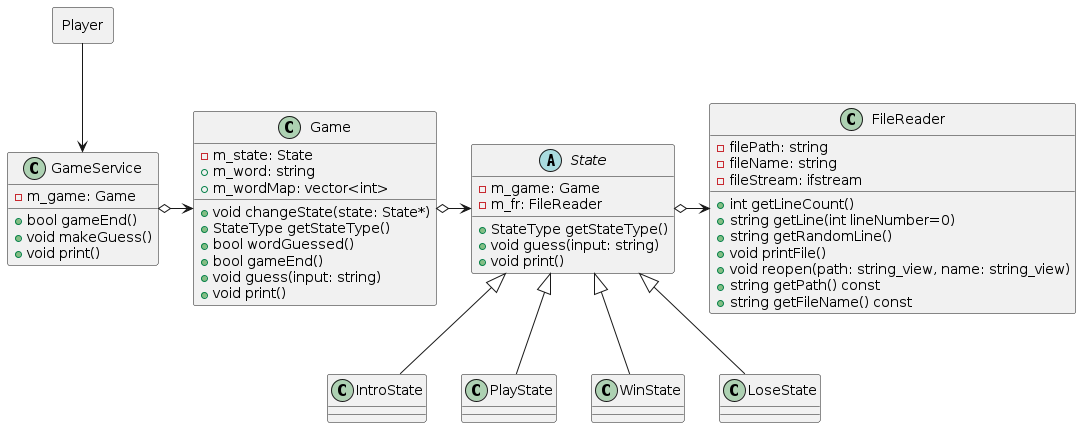 Player
C GameService
m_game: Game
bool gameEnd()
void makeGuess()
void print()
C Game
m_state: State
m_word: string
m_wordMap: vector<int>
void changeState(state: State*)
StateType getStateType()
bool wordGuessed()
bool gameEnd()
void guess(input: string)
void print()
A State
m_game: Game
m_fr: FileReader
StateType getStateType()
void guess(input: string)
void print()
C FileReader
filePath: string
fileName: string
fileStream: ifstream
int getLineCount()
string getLine(int lineNumber=0)
string getRandomLine()
void printFile()
void reopen(path: string_view, name: string_view)
string getPath() const
string getFileName() const
C IntroState
C PlayState
C WinState
C LoseState